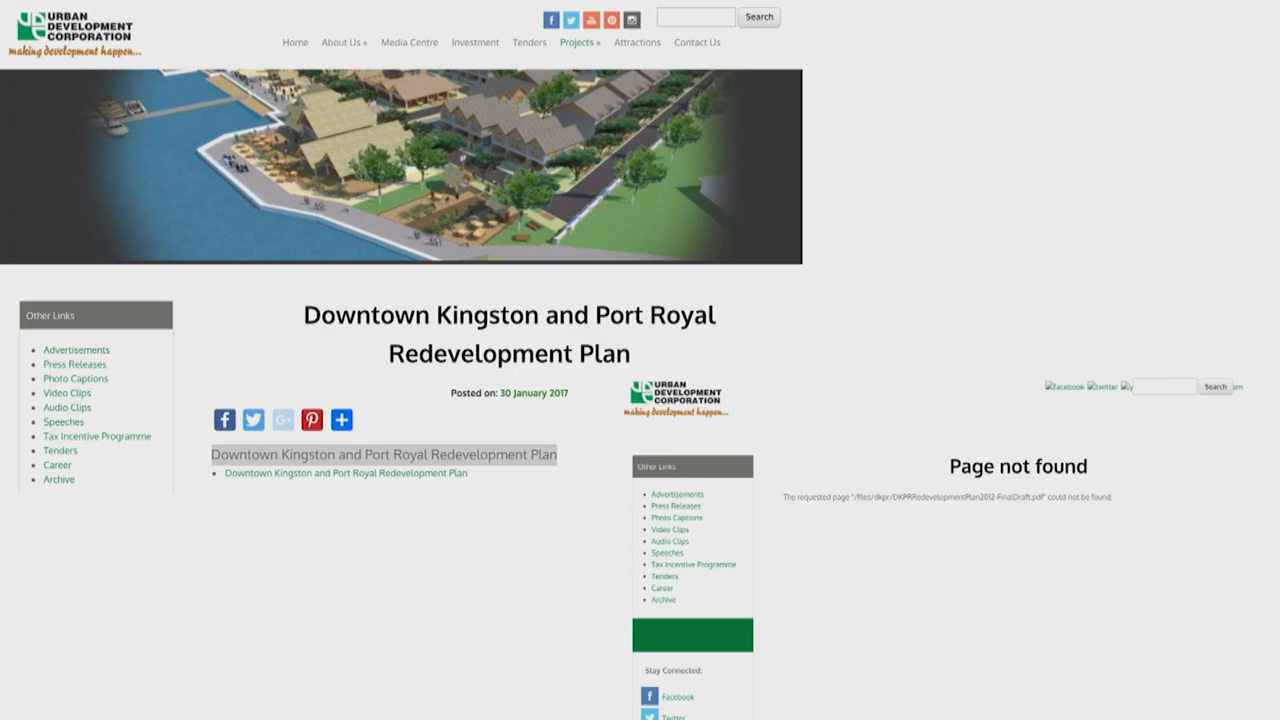 URBAN
DEVELOPMENT
CORPORATION
making development happen...
Search
Home About Us » Media Centre Investment Tenders Projects » Attractions Contact Us
Other Links
Advertisements
Press Releases
Photo Captions
Video Clips
Audio Clips
Speeches
Tax Incentive Programme
Tenders
Career
Archive
Downtown Kingston and Port Royal
Redevelopment Plan
Posted on: 30 January 2017
Downtown Kingston and Port Royal Redevelopment Plan
Downtown Kingston and Port Royal Redevelopment Plan
URBAN
DEVELOPMENT
CORPORATION
making development happen...
facebook twitter Search
Other Links
Advertisements
Press Releases
Photo Captions
Video Clips
Audio Clips
Speeches
Tax Incentive Programme
Tenders
Career
Archive
Stay Connected:
Facebook
Twitter
Page not found
The requested page "/files/dkpr/DKPRRedevelopmentPlan2012-FinalDraft.pdf" could not be found.